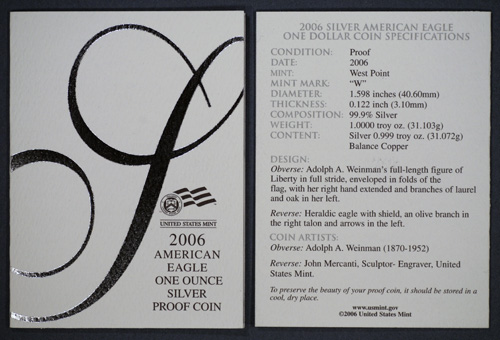 UNITED STATES MINT
2006
AMERICAN
EAGLE
ONE OUNCE
SILVER
PROOF COIN
2006 SILVER AMERICAN EAGLE
ONE DOLLAR COIN SPECIFICATIONS
CONDITION: Proof
DATE: 2006
MINT: West Point
MINT MARK: "W"
DIAMETER: 1.598 inches (40.60mm)
THICKNESS: 0.122 inch (3.10mm)
COMPOSITION: 99.9% Silver
WEIGHT: 1.0000 troy oz. (31.103g)
CONTENT: Silver 0.999 troy oz. (31.072g)
Balance Copper
DESIGN:
Obverse: Adolph A. Weinman's full-length figure of
Liberty in full stride, enveloped in folds of the
flag, with her right hand extended and branches of laurel
and oak in her left.
Reverse: Heraldic eagle with shield, an olive branch in
the right talon and arrows in the left.
COIN ARTISTS:
Obverse: Adolph A. Weinman (1870-1952)
Reverse: John Mercanti, Sculptor- Engraver, United
States Mint.
To preserve the beauty of your proof coin, it should be stored in a
cool, dry place.
www.usmint.gov
©2006 United States Mint